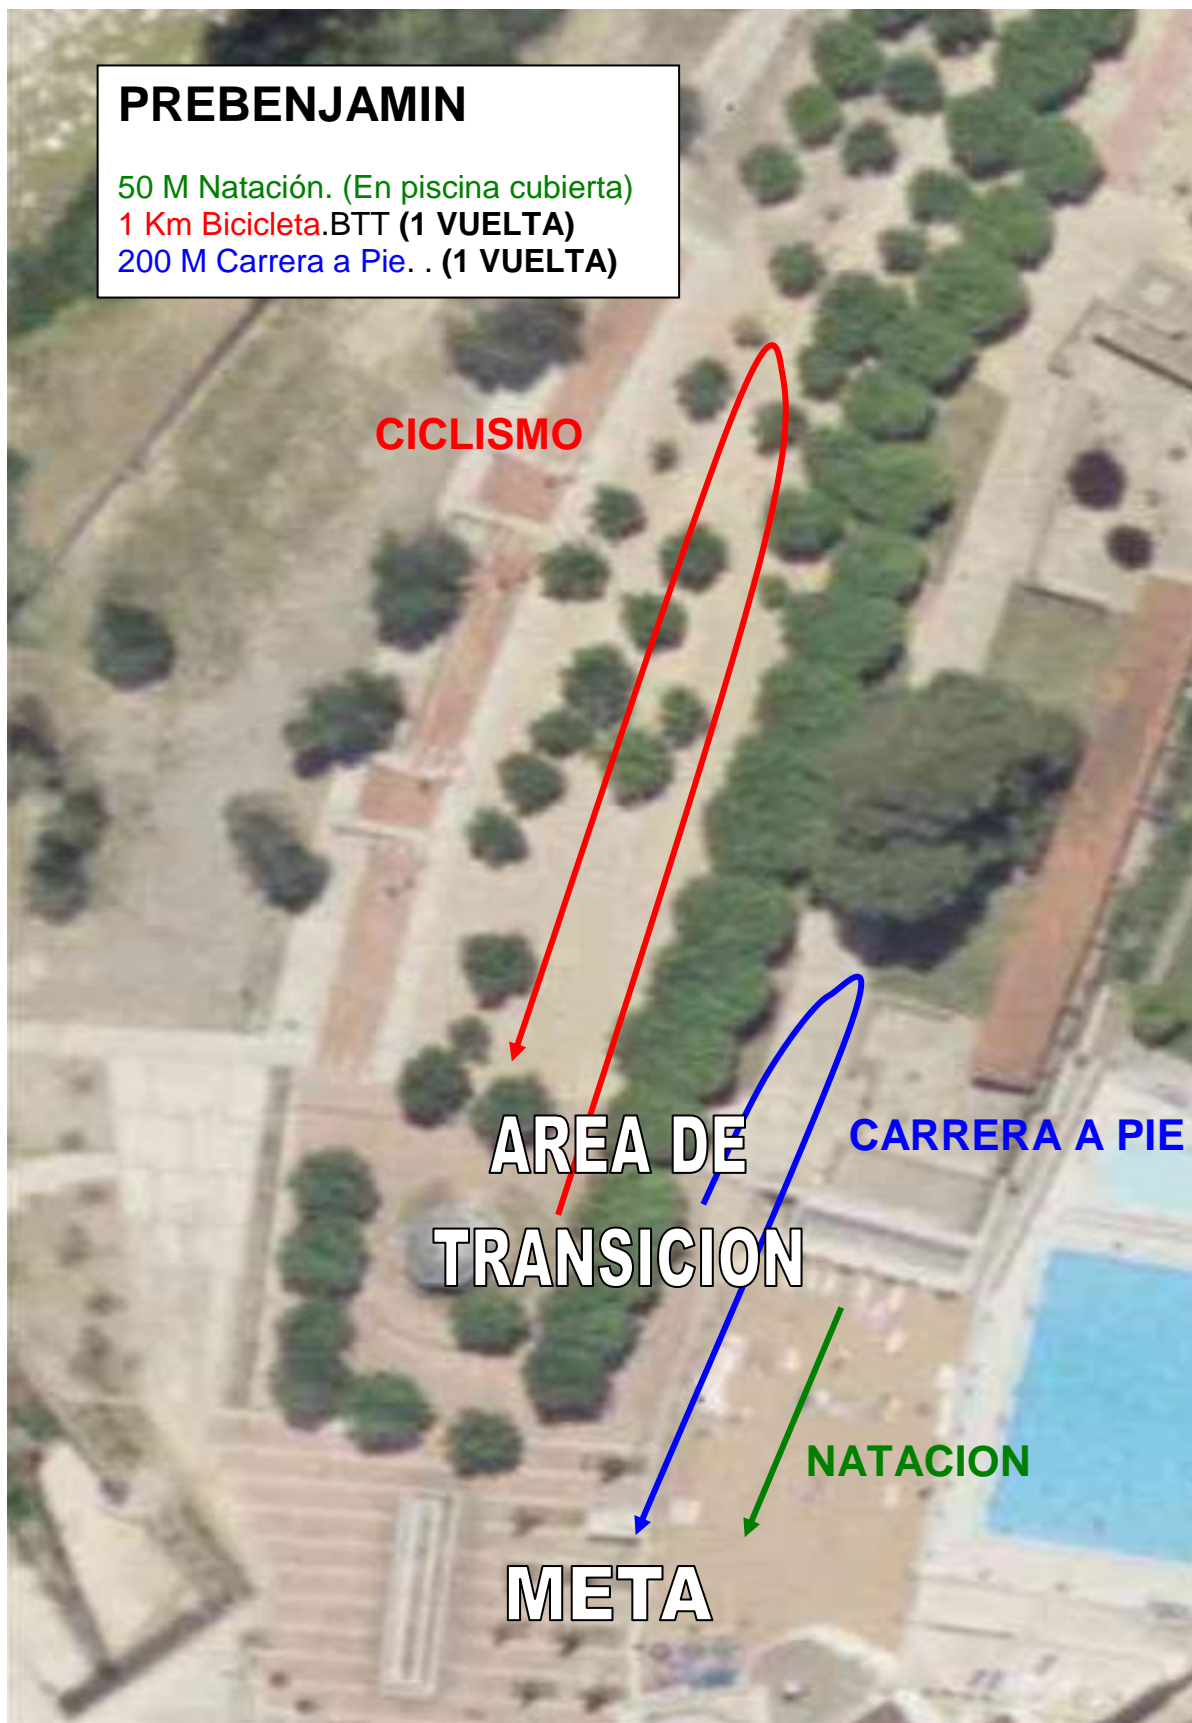 PREBENJAMIN
50 M Natación. (En piscina cubierta)
1 Km Bicicleta.BTT (1 VUELTA)
200 M Carrera a Pie. . (1 VUELTA)
CICLISMO
AREA DE
CARRERA A PIE
TRANSICION
NATACION
META